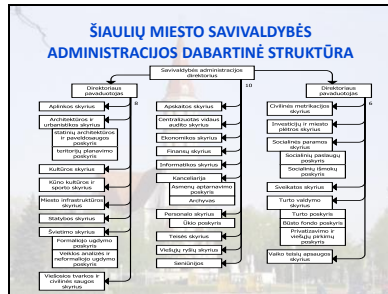 ŠIAULIŲ MIESTO SAVIVALDYBĖS
ADMINISTRACIJOS DABARTINĖ STRUKTŪRA
Savivaldybės administracijos
direktorius
Direktoriaus
pavaduotojas
8
Aplinkos skyrius
Architektūros ir
urbanistikos skyrius
statinių architektūros
ir paveldosaugos
poskyris
teritorijų planavimo
poskyris
Kultūros skyrius
Kūno kultūros ir
sporto skyrius
Miesto infrastruktūros
skyrius
Statybos skyrius
Švietimo skyrius
Formaliojo ugdymo
poskyris
Veiklos analizės ir
neformaliojo ugdymo
poskyris
Viešosios tvarkos ir
civilinės saugos
skyrius
10
Apskaitos skyrius
Centralizuotas vidaus
audito skyrius
Ekonomikos skyrius
Finansų skyrius
Informatikos skyrius
Kanceliarija
Asmenų aptarnavimo
poskyris
Archyvas
Personalo skyrius
Ūkio poskyris
Teisės skyrius
Viešųjų ryšių skyrius
Seniūnijos
Direktoriaus
pavaduotojas
6
Civilinės metrikacijos
skyrius
Investicijų ir miesto
plėtros skyrius
Socialinės paramos
skyrius
Socialinių paslaugų
poskyris
Socialinių išmokų
poskyris
Sveikatos skyrius
Turto valdymo
skyrius
Turto poskyris
Būsto fondo poskyris
Privatizavimo ir
viešųjų pirkimų
poskyris
Vaiko teisių apsaugos
skyrius